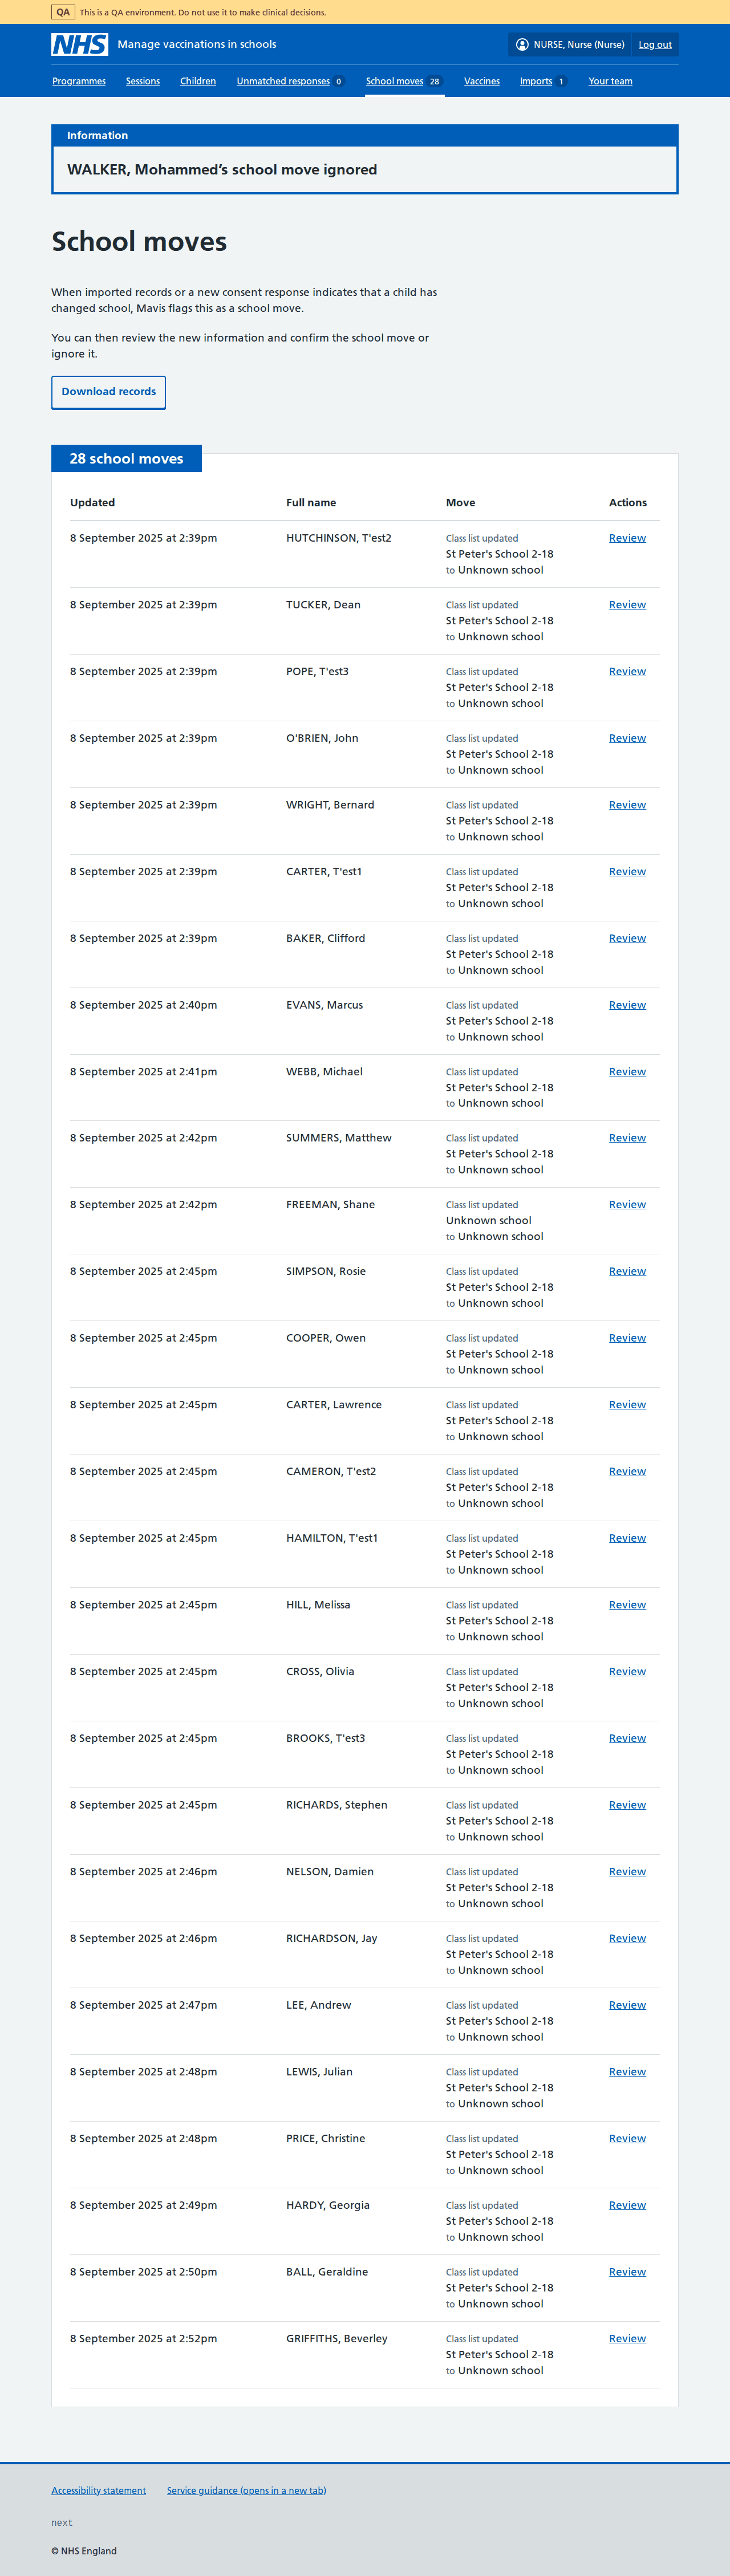 QA This is a QA environment. Do not use it to make clinical decisions.
NHS Manage vaccinations in schools NURSE, Nurse (Nurse) Log out
Programmes Sessions Children Unmatched responses 0 School moves 28 Vaccines Imports 1 Your team
Information
WALKER, Mohammed’s school move ignored
School moves
When imported records or a new consent response indicates that a child has
changed school, Mavis flags this as a school move.
You can then review the new information and confirm the school move or
ignore it.
Download records
28 school moves
Updated Full name Move Actions
8 September 2025 at 2:39pm HUTCHINSON, T'est2 Class list updated Review
St Peter's School 2-18
to Unknown school
8 September 2025 at 2:39pm TUCKER, Dean Class list updated Review
St Peter's School 2-18
to Unknown school
8 September 2025 at 2:39pm POPE, T'est3 Class list updated Review
St Peter's School 2-18
to Unknown school
8 September 2025 at 2:39pm O'BRIEN, John Class list updated Review
St Peter's School 2-18
to Unknown school
8 September 2025 at 2:39pm WRIGHT, Bernard Class list updated Review
St Peter's School 2-18
to Unknown school
8 September 2025 at 2:39pm CARTER, T'est1 Class list updated Review
St Peter's School 2-18
to Unknown school
8 September 2025 at 2:39pm BAKER, Clifford Class list updated Review
St Peter's School 2-18
to Unknown school
8 September 2025 at 2:40pm EVANS, Marcus Class list updated Review
St Peter's School 2-18
to Unknown school
8 September 2025 at 2:41pm WEBB, Michael Class list updated Review
St Peter's School 2-18
to Unknown school
8 September 2025 at 2:42pm SUMMERS, Matthew Class list updated Review
St Peter's School 2-18
to Unknown school
8 September 2025 at 2:42pm FREEMAN, Shane Class list updated Review
Unknown school
to Unknown school
8 September 2025 at 2:45pm SIMPSON, Rosie Class list updated Review
St Peter's School 2-18
to Unknown school
8 September 2025 at 2:45pm COOPER, Owen Class list updated Review
St Peter's School 2-18
to Unknown school
8 September 2025 at 2:45pm CARTER, Lawrence Class list updated Review
St Peter's School 2-18
to Unknown school
8 September 2025 at 2:45pm CAMERON, T'est2 Class list updated Review
St Peter's School 2-18
to Unknown school
8 September 2025 at 2:45pm HAMILTON, T'est1 Class list updated Review
St Peter's School 2-18
to Unknown school
8 September 2025 at 2:45pm HILL, Melissa Class list updated Review
St Peter's School 2-18
to Unknown school
8 September 2025 at 2:45pm CROSS, Olivia Class list updated Review
St Peter's School 2-18
to Unknown school
8 September 2025 at 2:45pm BROOKS, T'est3 Class list updated Review
St Peter's School 2-18
to Unknown school
8 September 2025 at 2:45pm RICHARDS, Stephen Class list updated Review
St Peter's School 2-18
to Unknown school
8 September 2025 at 2:46pm NELSON, Damien Class list updated Review
St Peter's School 2-18
to Unknown school
8 September 2025 at 2:46pm RICHARDSON, Jay Class list updated Review
St Peter's School 2-18
to Unknown school
8 September 2025 at 2:47pm LEE, Andrew Class list updated Review
St Peter's School 2-18
to Unknown school
8 September 2025 at 2:48pm LEWIS, Julian Class list updated Review
St Peter's School 2-18
to Unknown school
8 September 2025 at 2:48pm PRICE, Christine Class list updated Review
St Peter's School 2-18
to Unknown school
8 September 2025 at 2:49pm HARDY, Georgia Class list updated Review
St Peter's School 2-18
to Unknown school
8 September 2025 at 2:50pm BALL, Geraldine Class list updated Review
St Peter's School 2-18
to Unknown school
8 September 2025 at 2:52pm GRIFFITHS, Beverley Class list updated Review
St Peter's School 2-18
to Unknown school
Accessibility statement Service guidance (opens in a new tab)
next
© NHS England